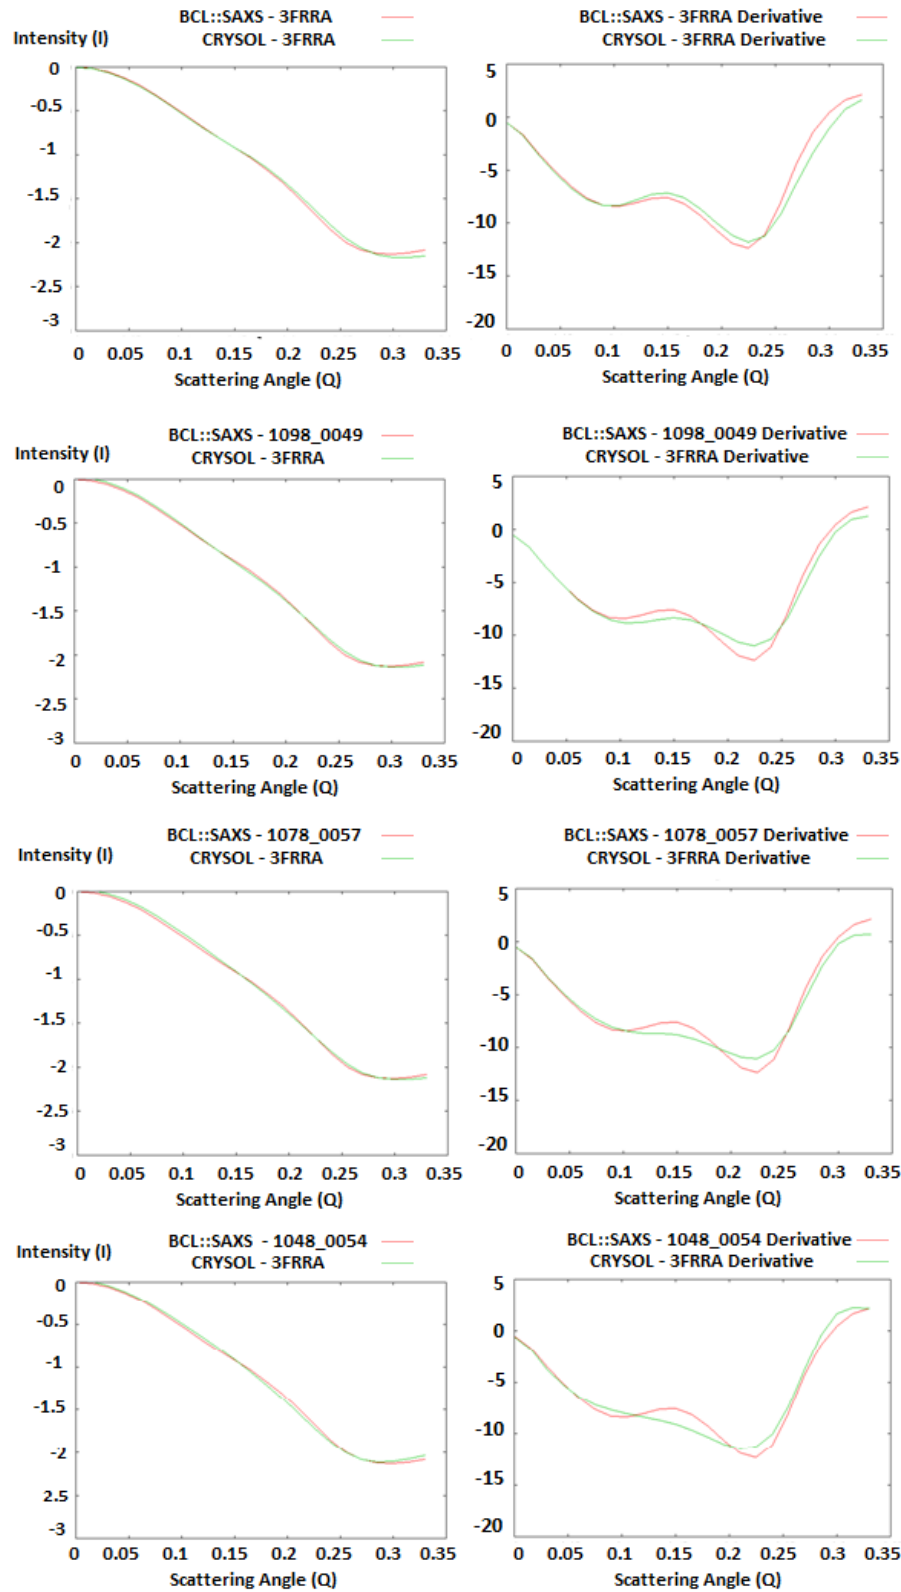 BCL::SAXS - 3FRRA
CRYSOL - 3FRRA
Intensity (I)
0
-0.5
-1
-1.5
-2
-2.5
-3
0 0.05 0.1 0.15 0.2 0.25 0.3 0.35
Scattering Angle (Q)
BCL::SAXS - 3FRRA Derivative
CRYSOL - 3FRRA Derivative
5
0
-5
-10
-15
-20
0 0.05 0.1 0.15 0.2 0.25 0.3 0.35
Scattering Angle (Q)
BCL::SAXS - 1098_0049
Intensity (I)
CRYSOL - 3FRRA
0
-0.5
-1
-1.5
-2
-2.5
-3
0 0.05 0.1 0.15 0.2 0.25 0.3 0.35
Scattering Angle (Q)
BCL::SAXS - 1098_0049 Derivative
CRYSOL - 3FRRA Derivative
5
0
-5
-10
-15
-20
0 0.05 0.1 0.15 0.2 0.25 0.3 0.35
Scattering Angle (Q)
BCL::SAXS - 1078_0057
Intensity (I)
CRYSOL - 3FRRA
0
-0.5
-1
-1.5
-2
-2.5
-3
0 0.05 0.1 0.15 0.2 0.25 0.3 0.35
Scattering Angle (Q)
BCL::SAXS - 1078_0057 Derivative
CRYSOL - 3FRRA Derivative
5
0
-5
-10
-15
-20
0 0.05 0.1 0.15 0.2 0.25 0.3 0.35
Scattering Angle (Q)
BCL::SAXS - 1048_0054
Intensity (I)
CRYSOL - 3FRRA
0
-0.5
-1
-1.5
-2
2.5
-3
0 0.05 0.1 0.15 0.2 0.25 0.3 0.35
Scattering Angle (Q)
BCL::SAXS - 1048_0054 Derivative
CRYSOL - 3FRRA Derivative
5
0
-5
-10
-15
-20
0 0.05 0.1 0.15 0.2 0.25 0.3 0.35
Scattering Angle (Q)